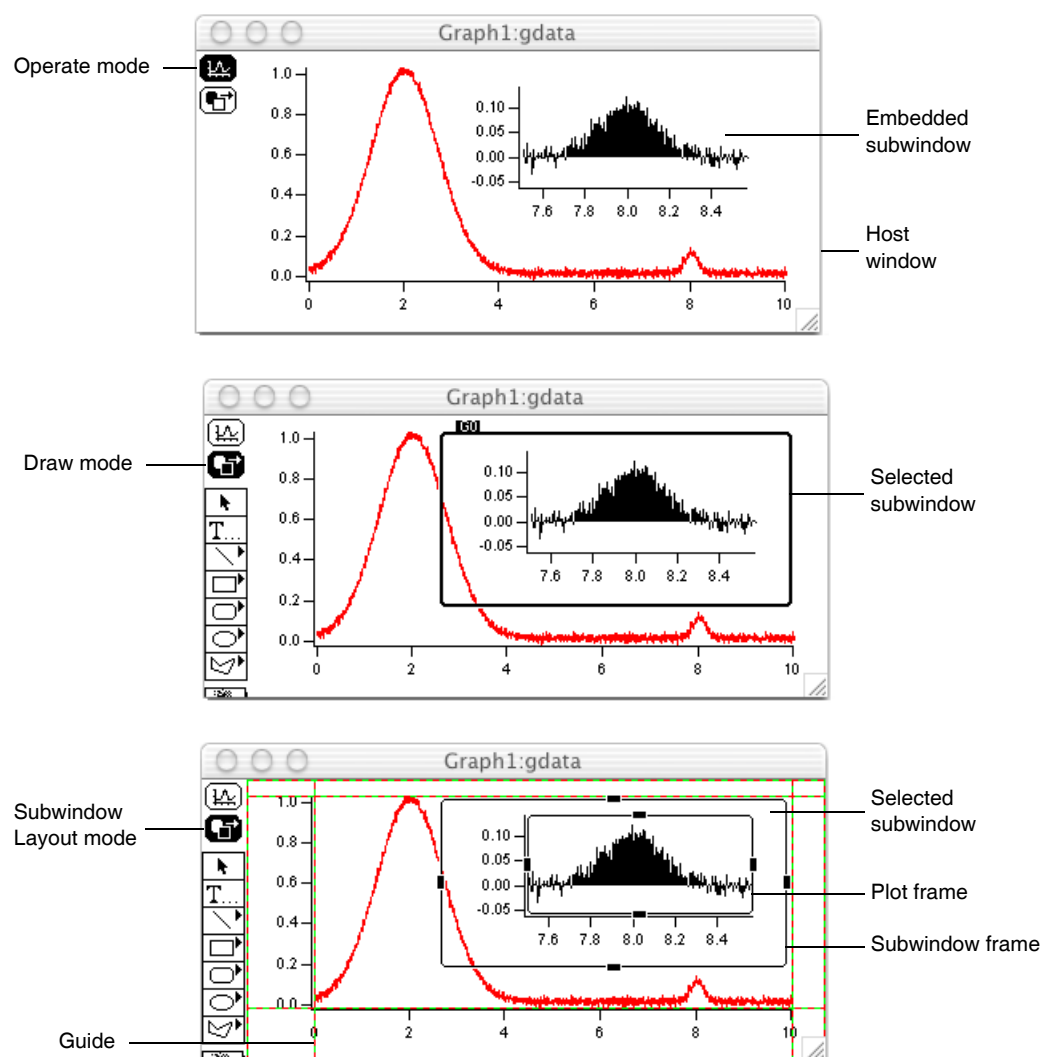 Graph1:gdata
Operate mode
1.0
0.8
0.6
0.4
0.2
0.0
0 2 4 6 8 10
0.10
0.05
0.00
-0.05
7.6 7.8 8.0 8.2 8.4
Embedded
subwindow
Host
window
Graph1:gdata
Draw mode
T...
G0
1.0
0.8
0.6
0.4
0.2
0.0
0 2 4 6 8 10
0.10
0.05
0.00
-0.05
7.6 7.8 8.0 8.2 8.4
Selected
subwindow
Graph1:gdata
Subwindow
Layout mode
T...
1.0
0.8
0.6
0.4
0.2
0.0
0 2 4 6 8 10
0.10
0.05
0.00
-0.05
7.6 7.8 8.0 8.2 8.4
Selected
subwindow
Plot frame
Subwindow frame
Guide